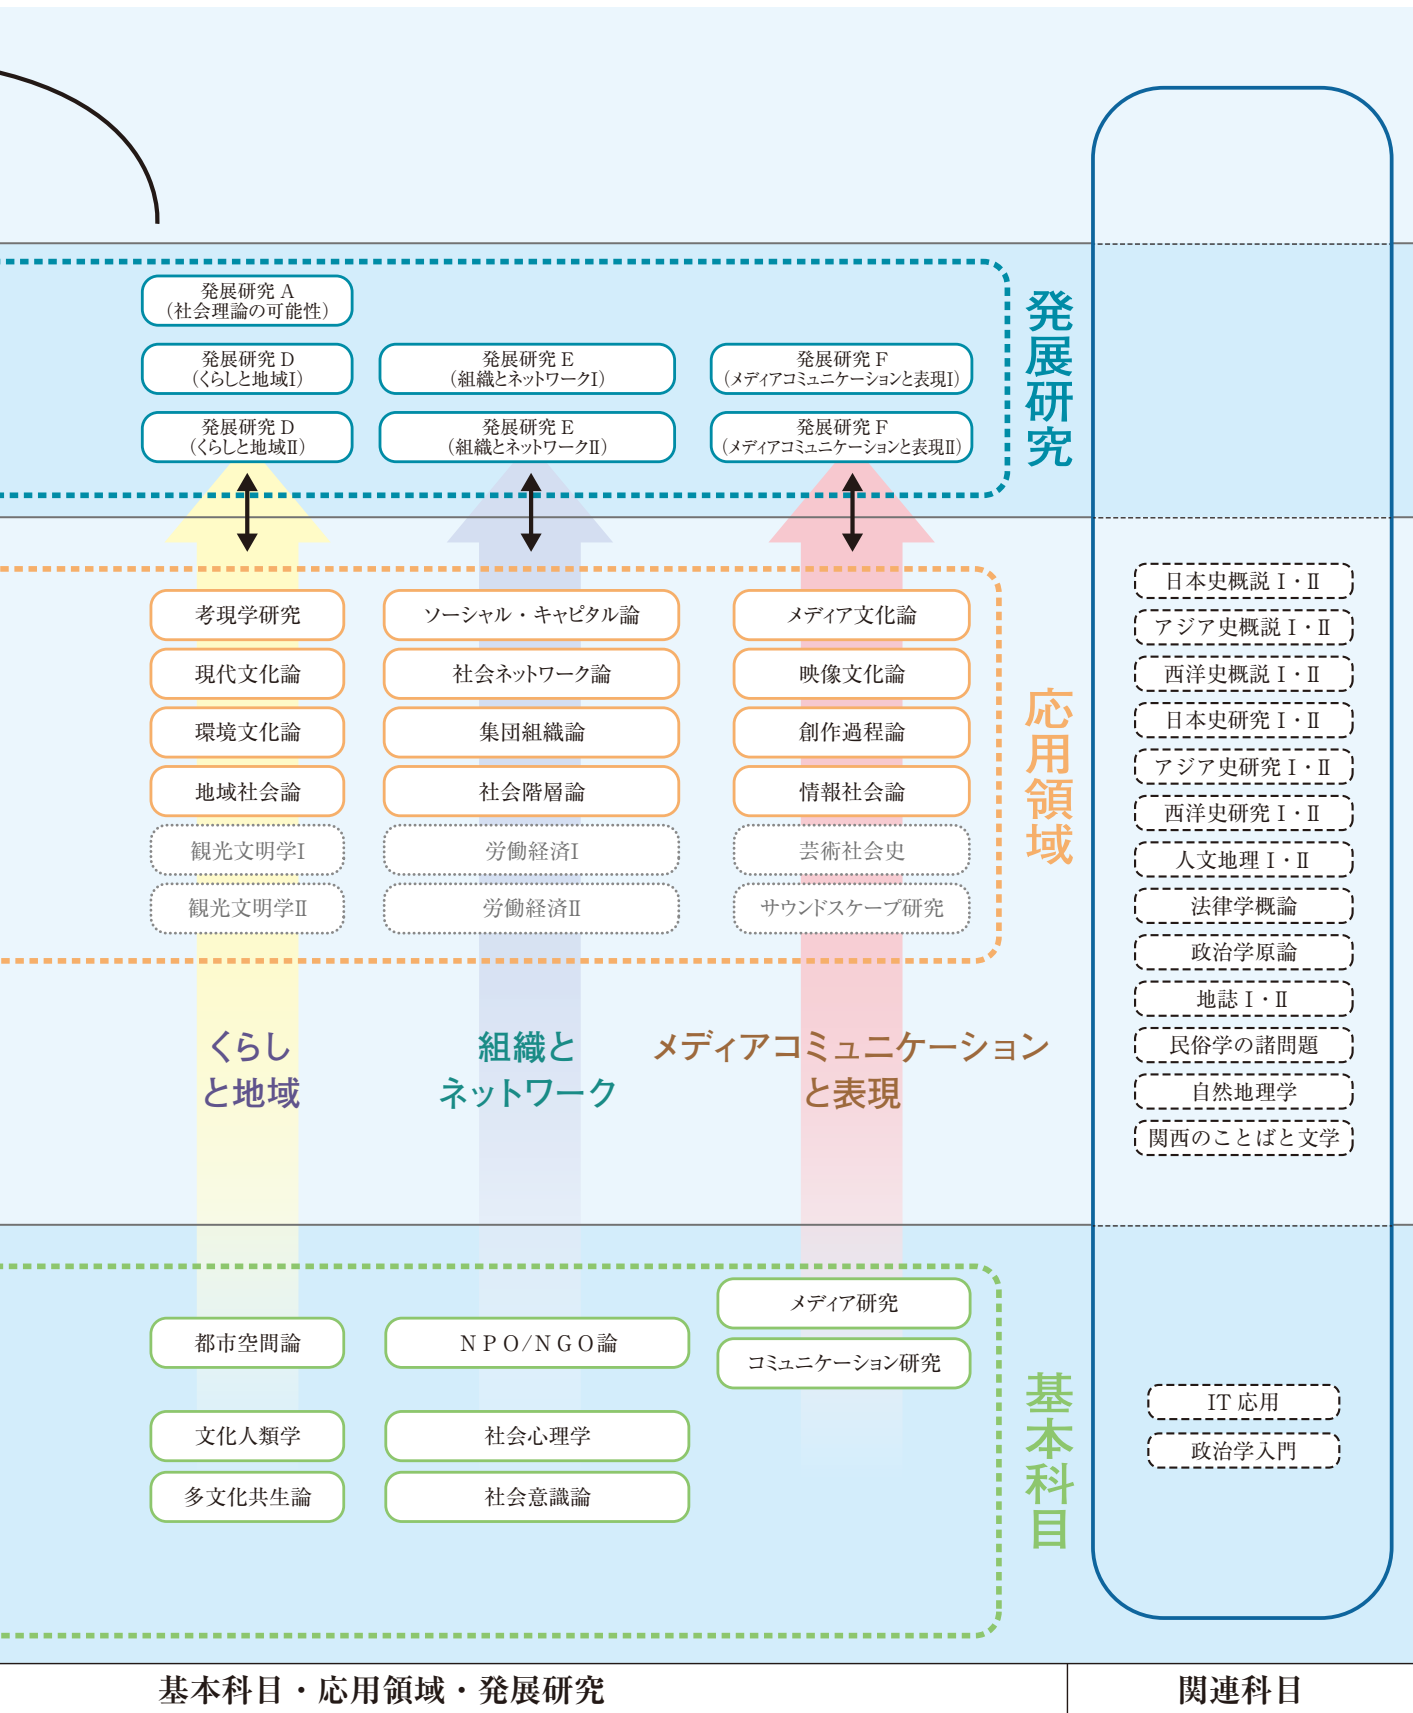 発展研究 A
（社会理論の可能性）
発展研究 D
（くらしと地域Ⅰ）
発展研究 E
（組織とネットワークⅠ）
発展研究 F
（メディアコミュニケーションと表現Ⅰ）
発展研究 D
（くらしと地域Ⅱ）
発展研究 E
（組織とネットワークⅡ）
発展研究 F
（メディアコミュニケーションと表現Ⅱ）
発展研究
考現学研究
現代文化論
環境文化論
地域社会論
観光文明学Ⅰ
観光文明学Ⅱ
ソーシャル・キャピタル論
社会ネットワーク論
集団組織論
社会階層論
労働経済Ⅰ
労働経済Ⅱ
メディア文化論
映像文化論
創作過程論
情報社会論
芸術社会史
サウンドスケープ研究
応用領域
くらし
と地域
組織と
ネットワーク
メディアコミュニケーション
と表現
都市空間論
文化人類学
多文化共生論
ＮＰＯ/ＮＧＯ論
社会心理学
社会意識論
メディア研究
コミュニケーション研究
基本科目
日本史概説Ⅰ・Ⅱ
アジア史概説Ⅰ・Ⅱ
西洋史概説Ⅰ・Ⅱ
日本史研究Ⅰ・Ⅱ
アジア史研究Ⅰ・Ⅱ
西洋史研究Ⅰ・Ⅱ
人文地理Ⅰ・Ⅱ
法律学概論
政治学原論
地誌Ⅰ・Ⅱ
民俗学の諸問題
自然地理学
関西のことばと文学
IT 応用
政治学入門
基本科目・応用領域・発展研究
関連科目